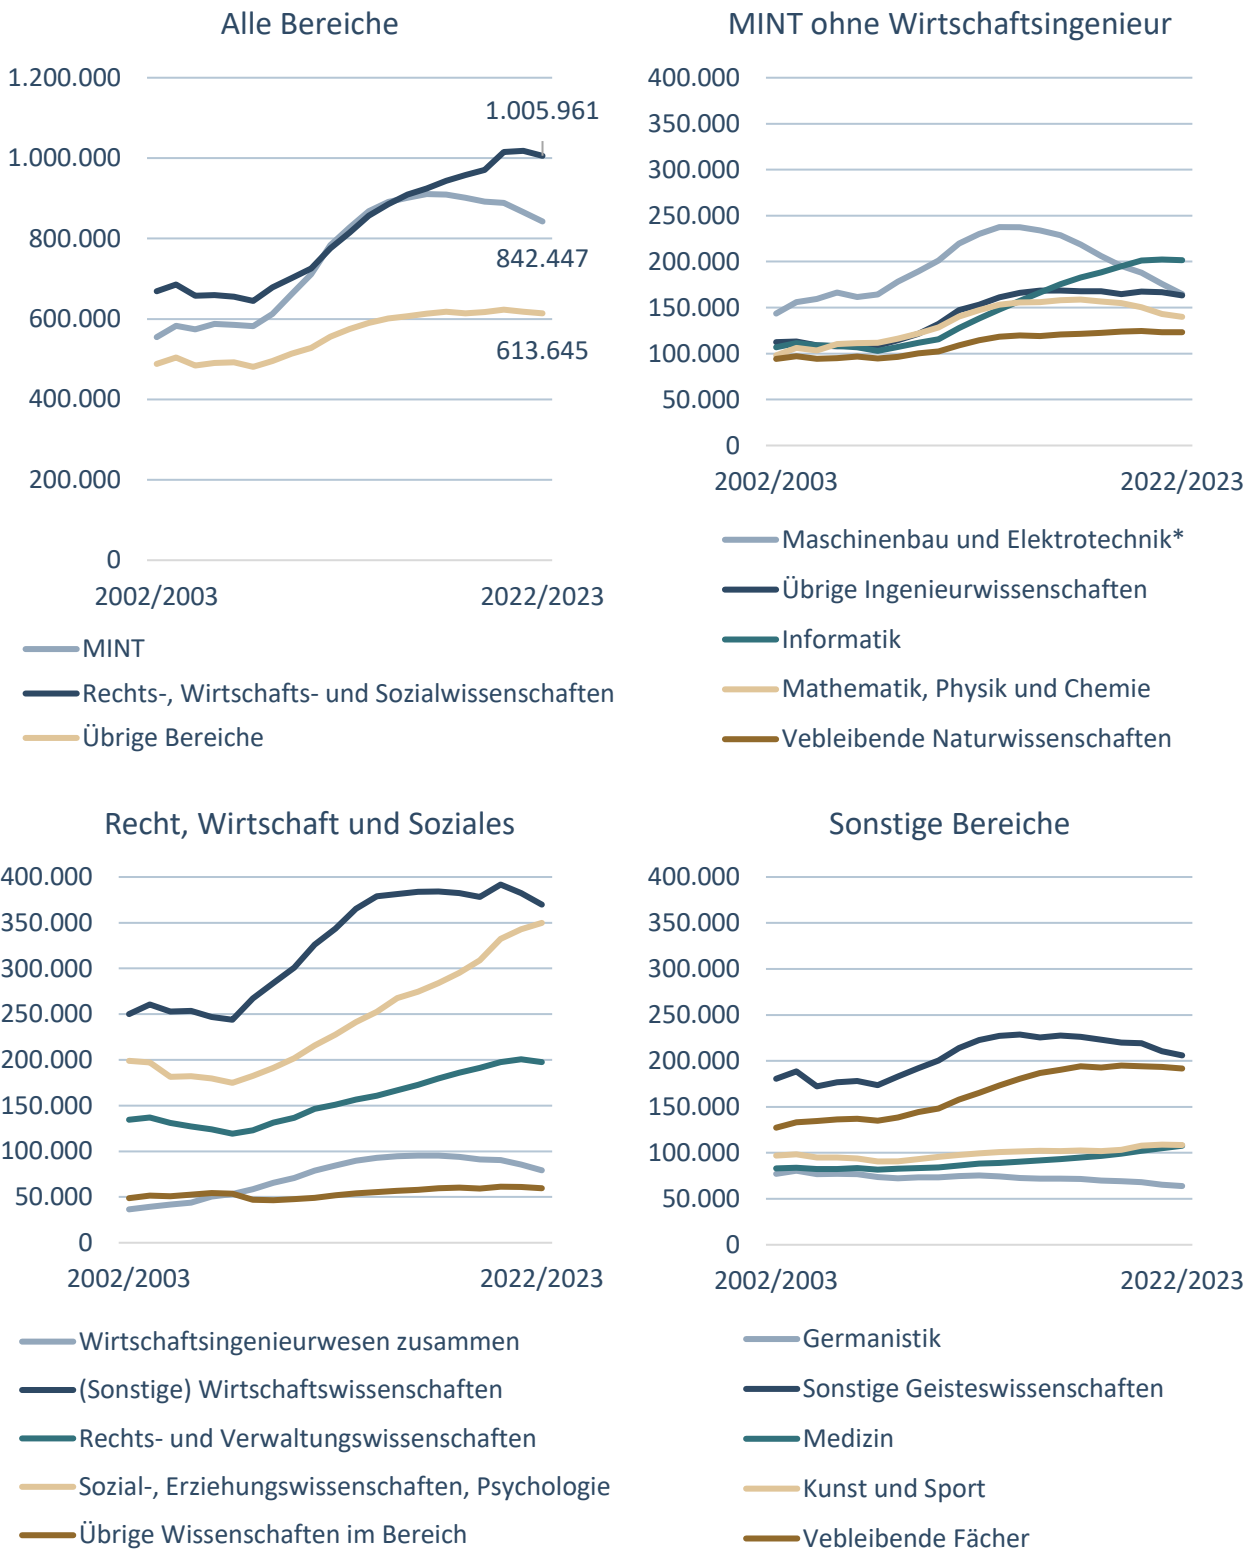 Alle Bereiche
1.200.000
1.000.000
800.000
600.000
400.000
200.000
0
1.005.961
842.447
613.645
2002/2003
2022/2023
MINT
Rechts-, Wirtschafts- und Sozialwissenschaften
Übrige Bereiche
MINT ohne Wirtschaftsingenieur
400.000
350.000
300.000
250.000
200.000
150.000
100.000
50.000
0
2002/2003
2022/2023
Maschinenbau und Elektrotechnik*
Übrige Ingenieurwissenschaften
Informatik
Mathematik, Physik und Chemie
Vebleibende Naturwissenschaften
Recht, Wirtschaft und Soziales
400.000
350.000
300.000
250.000
200.000
150.000
100.000
50.000
0
2002/2003
2022/2023
Wirtschaftsingenieurwesen zusammen
(Sonstige) Wirtschaftswissenschaften
Rechts- und Verwaltungswissenschaften
Sozial-, Erziehungswissenschaften, Psychologie
Übrige Wissenschaften im Bereich
Sonstige Bereiche
400.000
350.000
300.000
250.000
200.000
150.000
100.000
50.000
0
2002/2003
2022/2023
Germanistik
Sonstige Geisteswissenschaften
Medizin
Kunst und Sport
Vebleibende Fächer